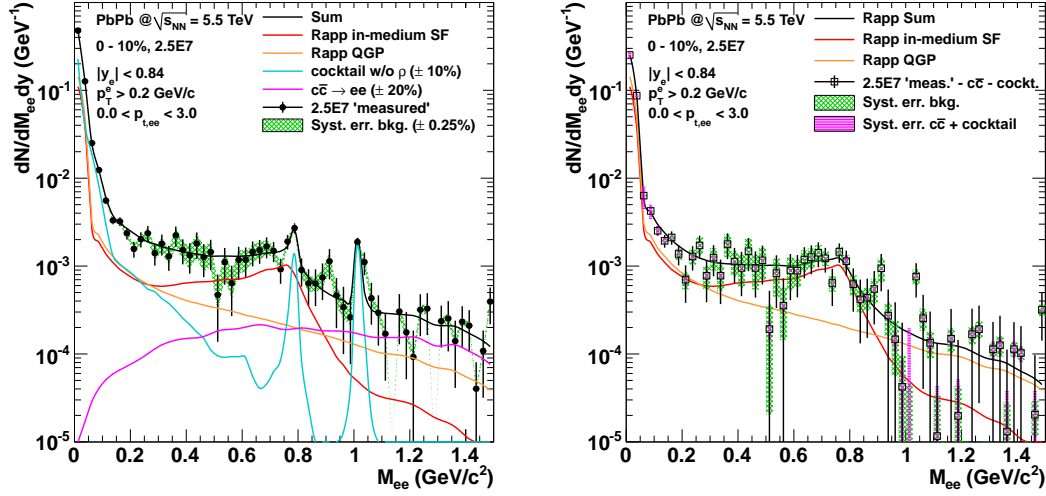 PbPb @√s_NN = 5.5 TeV
0 - 10%, 2.5E7
|y_e| < 0.84
p_T^e > 0.2 GeV/c
0.0 < p_t,ee < 3.0
Sum
Rapp in-medium SF
Rapp QGP
cocktail w/o ρ (± 10%)
cc̄ → ee (± 20%)
2.5E7 'measured'
Syst. err. bkg. (± 0.25%)
dN/dM_ee dy (GeV⁻¹)
1
10⁻¹
10⁻²
10⁻³
10⁻⁴
10⁻⁵
0 0.2 0.4 0.6 0.8 1 1.2 1.4
M_ee (GeV/c²)
PbPb @√s_NN = 5.5 TeV
0 - 10%, 2.5E7
|y_e| < 0.84
p_T^e > 0.2 GeV/c
0.0 < p_t,ee < 3.0
Rapp Sum
Rapp in-medium SF
Rapp QGP
2.5E7 'meas.' - cc̄ - cockt.
Syst. err. bkg.
Syst. err. cc̄ + cocktail
dN/dM_ee dy (GeV⁻¹)
1
10⁻¹
10⁻²
10⁻³
10⁻⁴
10⁻⁵
0 0.2 0.4 0.6 0.8 1 1.2 1.4
M_ee (GeV/c²)